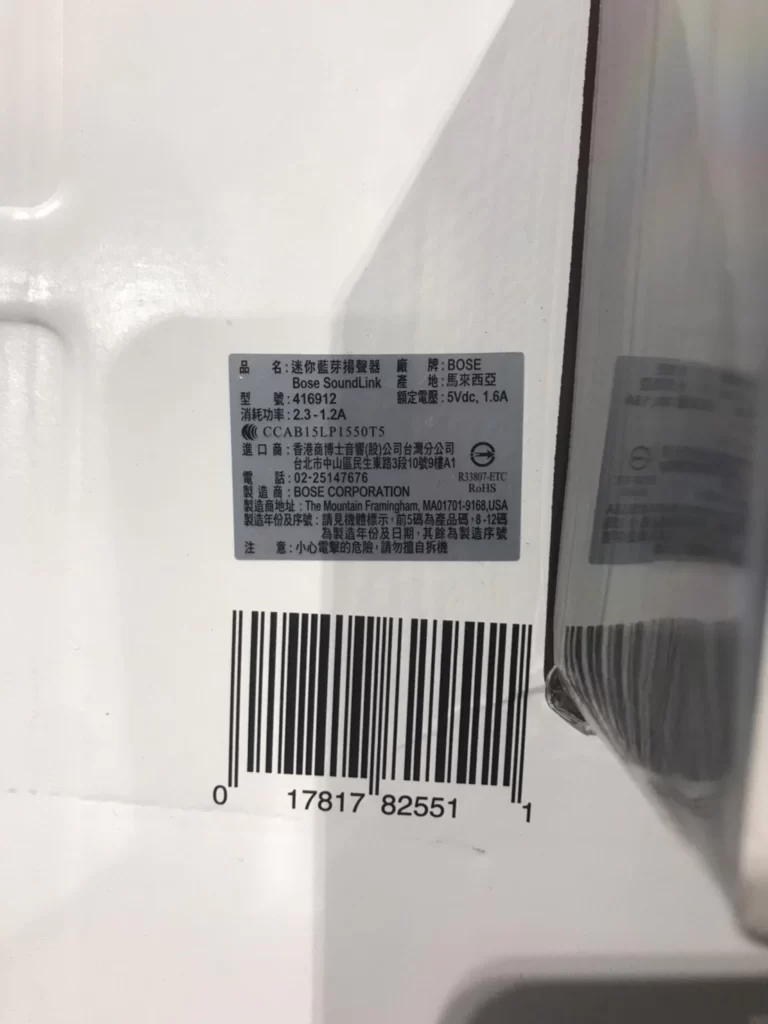 品 名：迷你藍芽揚聲器 廠 牌：BOSE
Bose SoundLink 產 地：馬來西亞
型 號：416912 額定電壓：5Vdc, 1.6A
消耗功率：2.3-1.2A
CCAB15LP1550T5
進口商：香港商博士音響(股)公司台灣分公司
台北市中山區民生東路3段10號9樓A1
電 話：02-25147676 R33807-ETC
製造商：BOSE CORPORATION RoHS
製造商地址：The Mountain Framingham, MA01701-9168,USA
製造年份及序號：請見機體標示，前5碼為產品碼，8-12碼
為製造年份及日期，其餘為製造序號
注 意：小心電擊的危險，請勿擅自拆機
0 17817 82551 1